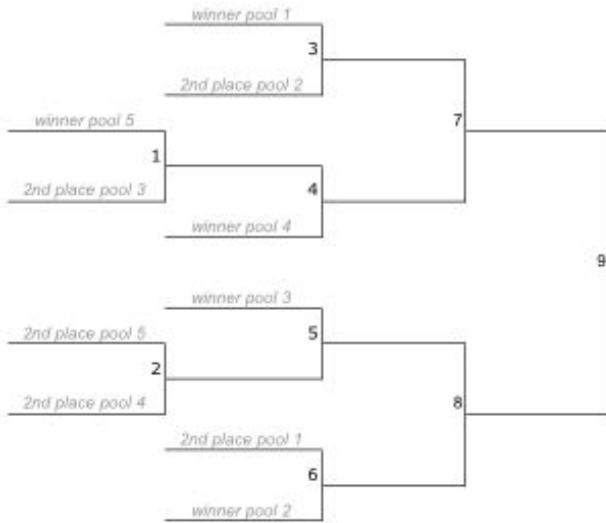 winner pool 1
3
2nd place pool 2
winner pool 5
7
1
2nd place pool 3
4
winner pool 4
9
winner pool 3
2nd place pool 5
5
2
2nd place pool 4
8
2nd place pool 1
6
winner pool 2